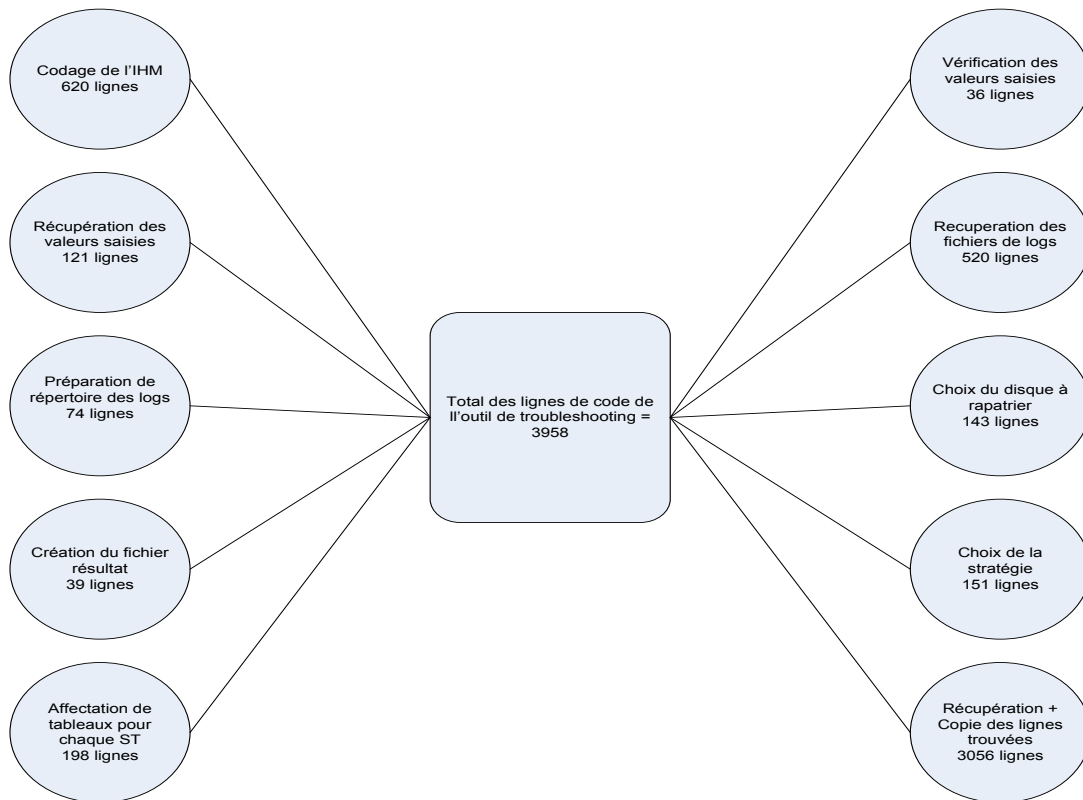 Codage de l'IHM
620 lignes
Récupération des
valeurs saisies
121 lignes
Préparation de
répertoire des logs
74 lignes
Création du fichier
résultat
39 lignes
Affectation de
tableaux pour
chaque ST
198 lignes
Total des lignes de code de
ll'outil de troubleshooting =
3958
Vérification des
valeurs saisies
36 lignes
Recuperation des
fichiers de logs
520 lignes
Choix du disque à
rapatrier
143 lignes
Choix de la
stratégie
151 lignes
Récupération +
Copie des lignes
trouvées
3056 lignes